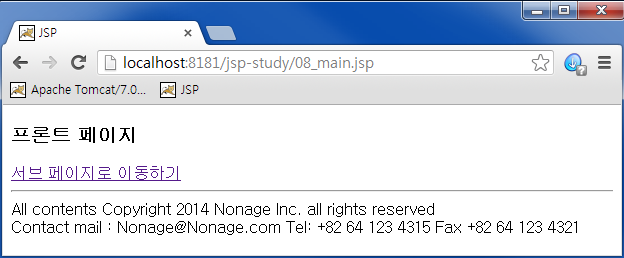 JSP
localhost:8181/jsp-study/08_main.jsp
Apache Tomcat/7.0... JSP
프론트 페이지
서브 페이지로 이동하기
All contents Copyright 2014 Nonage Inc. all rights reserved
Contact mail : Nonage@Nonage.com Tel: +82 64 123 4315 Fax +82 64 123 4321